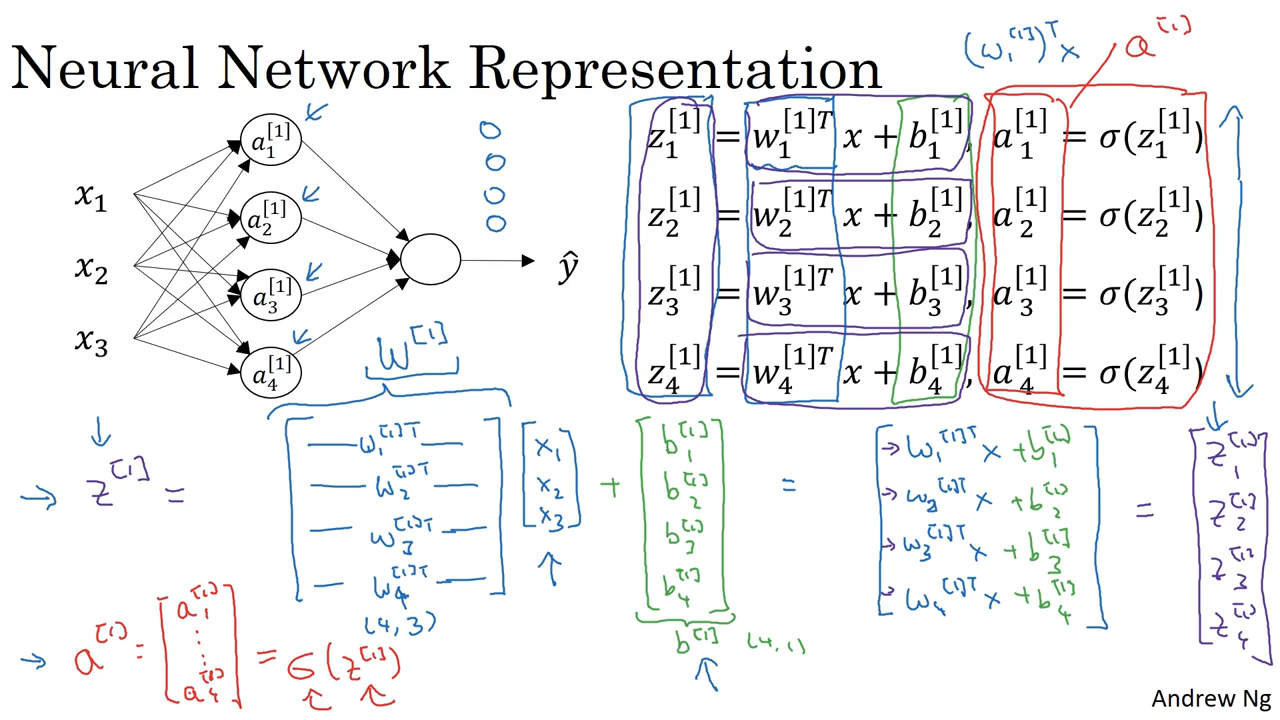 Neural Network Representation
(w₁^[1])^T x
a^[1]
x₁
x₂
x₃
a₁^[1]
a₂^[1]
a₃^[1]
a₄^[1]
ŷ
z₁^[1] = w₁^[1]T x + b₁^[1], a₁^[1] = σ(z₁^[1])
z₂^[1] = w₂^[1]T x + b₂^[1], a₂^[1] = σ(z₂^[1])
z₃^[1] = w₃^[1]T x + b₃^[1], a₃^[1] = σ(z₃^[1])
z₄^[1] = w₄^[1]T x + b₄^[1], a₄^[1] = σ(z₄^[1])
W^[1]
→ z^[1] =
w₁^[1]T
w₂^[1]T
w₃^[1]T
w₄^[1]T
(4,3)
x₁
x₂
x₃
+
b₁^[1]
b₂^[1]
b₃^[1]
b₄^[1]
b^[1] (4,1)
=
→ w₁^[1]T x + b₁^[1]
→ w₂^[1]T x + b₂^[1]
→ w₃^[1]T x + b₃^[1]
→ w₄^[1]T x + b₄^[1]
=
z₁^[1]
z₂^[1]
z₃^[1]
z₄^[1]
→ a^[1] = [a₁^[1] ⋮ a₄^[1]] = σ(z^[1])
Andrew Ng